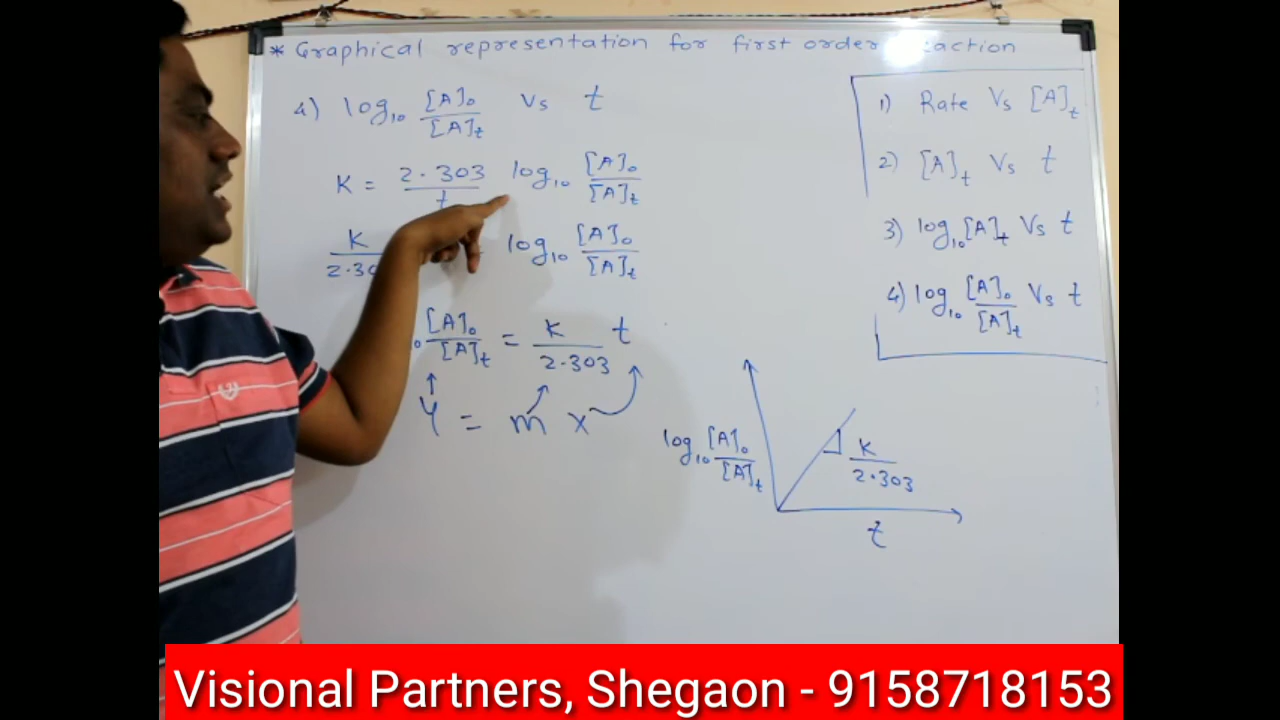 * Graphical representation for first order action
4) log₁₀ [A]₀/[A]t Vs t
K = 2.303/t log₁₀ [A]₀/[A]t
K/2.30 = log₁₀ [A]₀/[A]t
₀ [A]₀/[A]t = K/2.303 t
Y = m x
1) Rate Vs [A]t
2) [A]t Vs t
3) log₁₀[A]t Vs t
4) log₁₀ [A]₀/[A]t Vs t
log₁₀ [A]₀/[A]t
K/2.303
t
Visional Partners, Shegaon - 9158718153